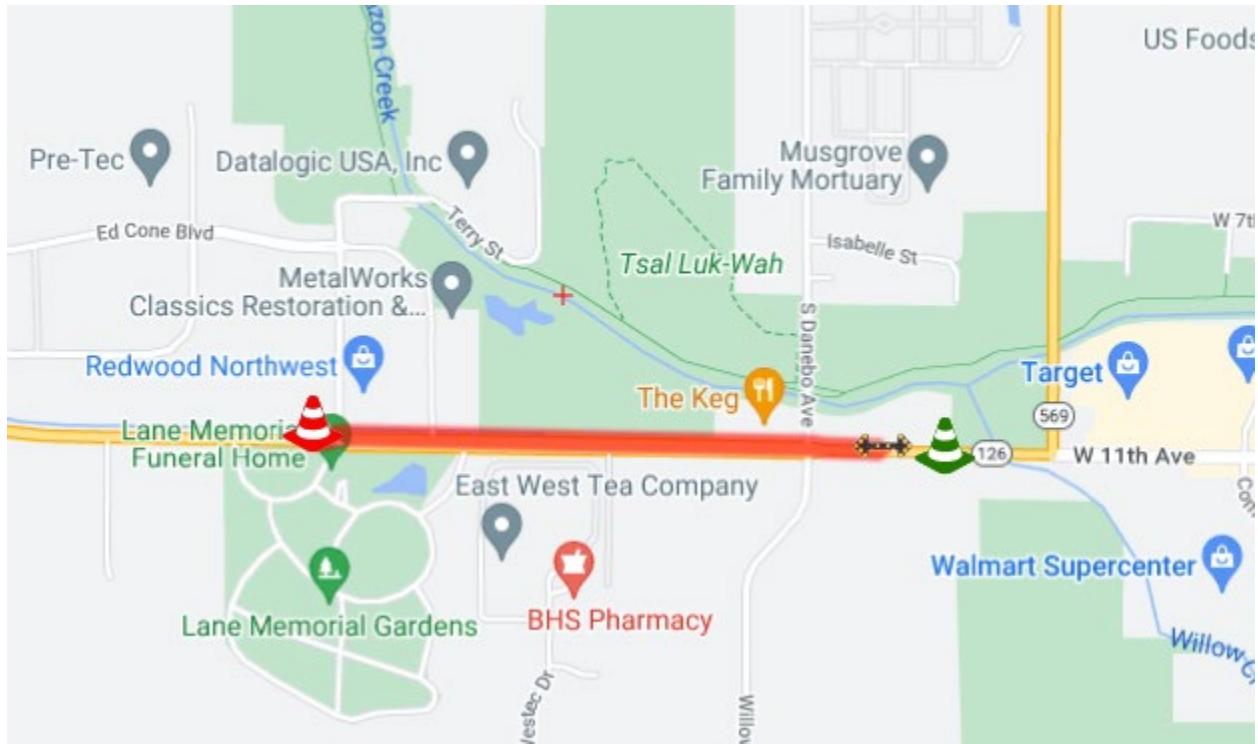 US Foods
Amazon Creek
Pre-Tec
Datalogic USA, Inc
Musgrove
Family Mortuary
Ed Cone Blvd
Terry St
Isabelle St
W 7th
Tsal Luk-Wah
MetalWorks
Classics Restoration &...
S Danebo Ave
Redwood Northwest
The Keg
Target
569
Lane Memorial
Funeral Home
126
W 11th Ave
East West Tea Company
Walmart Supercenter
BHS Pharmacy
Lane Memorial Gardens
Westec Dr
Willow